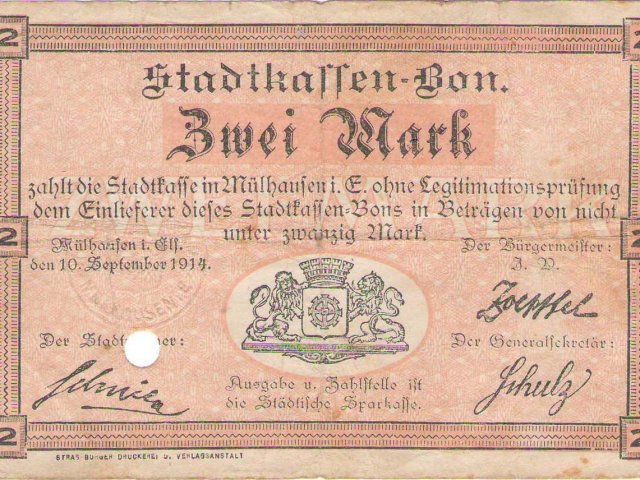 2
2
Stadtkassen-Bon.
Zwei Mark
zahlt die Stadtkasse in Mülhausen i. E. ohne Legitimationsprüfung
dem Einlieferer dieses Stadtkassen-Bons in Beträgen von nicht
unter zwanzig Mark.
2
2
Mülhausen i. Els.
den 10. September 1914.
Der Bürgermeister:
I. V.
Der Generalsekretär:
Schulz
Der
Ausgabe u. Zahlstelle ist
die Städtische Sparkasse.
2
2
STRASSBURGER DRUCKEREI U. VERLAGSANSTALT